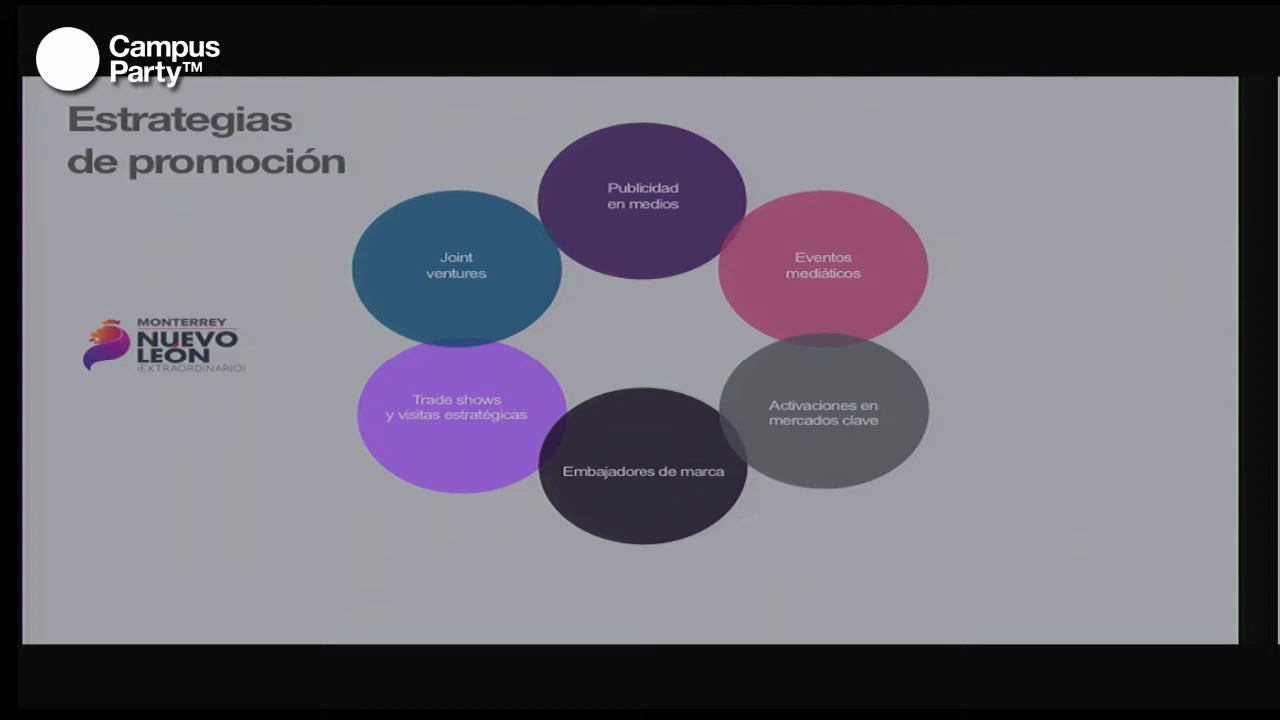 Campus
Party™
Estrategias
de promoción
Publicidad
en medios
Joint
ventures
Eventos
mediáticos
MONTERREY
NUEVO
LEÓN
¡EXTRAORDINARIO!
Trade shows
y visitas estratégicas
Activaciones en
mercados clave
Embajadores de marca